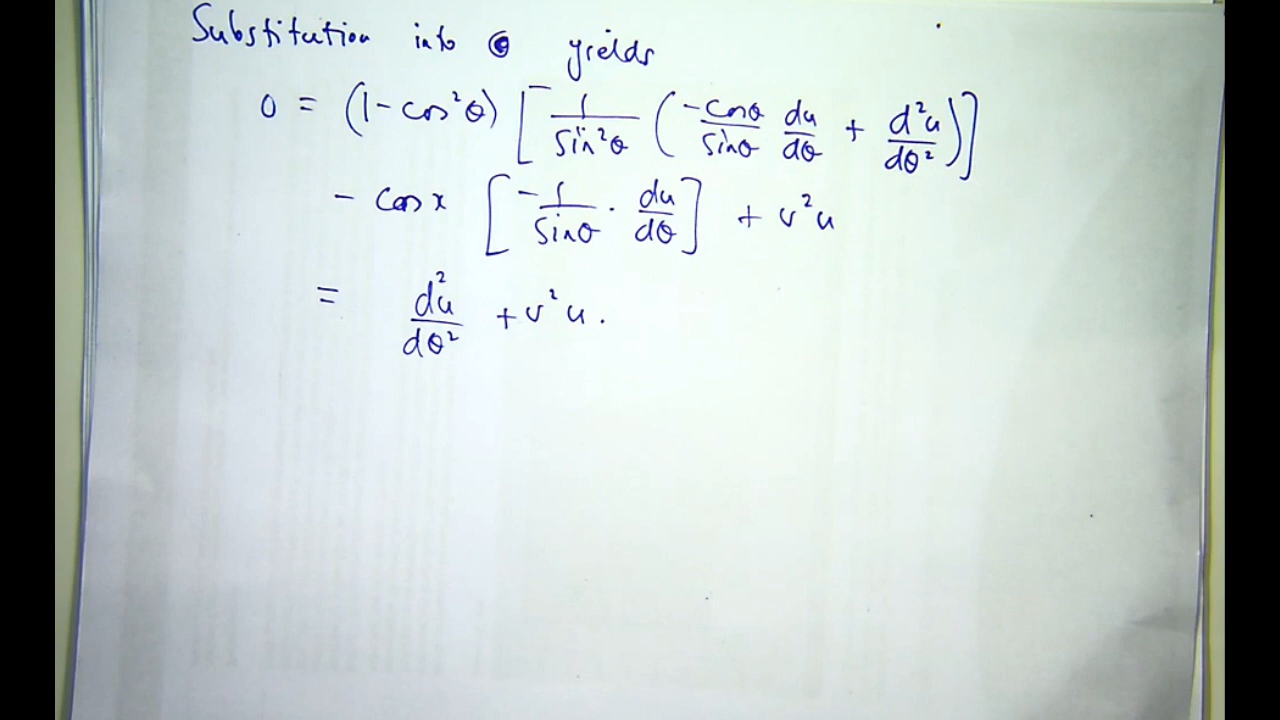 Substitution into yields
0 = (1 - cos²θ) [ 1/sin²θ ( -cosθ/sinθ du/dθ + d²u/dθ² ) ]
- cos x [ -1/sinθ · du/dθ ] + v²u
= d²u/dθ² + v²u.